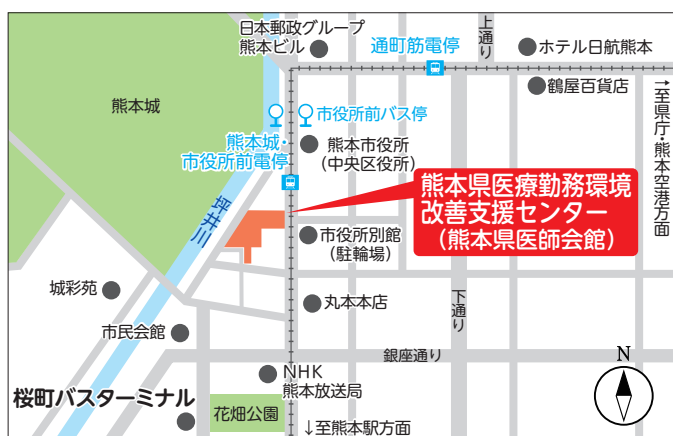 日本郵政グループ
熊本ビル
通町筋電停
上通り
ホテル日航熊本
鶴屋百貨店
↑至県庁・熊本空港方面
熊本城
市役所前バス停
熊本城・
市役所前電停
熊本市役所
(中央区役所)
熊本県医療勤務環境
改善支援センター
(熊本県医師会館)
坪井川
市役所別館
(駐輪場)
城彩苑
丸本本店
下通り
市民会館
銀座通り
NHK
熊本放送局
桜町バスターミナル
花畑公園
↓至熊本駅方面
N